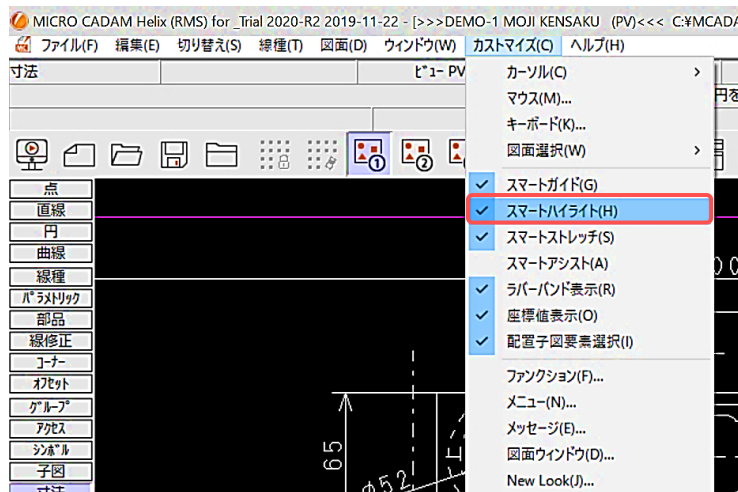 MICRO CADAM Helix (RMS) for _Trial 2020-R2 2019-11-22 - [>>>DEMO-1 MOJI KENSAKU (PV)<<< C:¥MCADA
ファイル(F) 編集(E) 切り替え(S) 線種(T) 図面(D) ウィンドウ(W) カストマイズ(C) ヘルプ(H)
寸法 ビュー PV
円を
カーソル(C)
マウス(M)...
キーボード(K)...
図面選択(W)
スマートガイド(G)
スマートハイライト(H)
スマートストレッチ(S)
スマートアシスト(A)
ラバーバンド表示(R)
座標値表示(O)
配置子図要素選択(I)
ファンクション(F)...
メニュー(N)...
メッセージ(E)...
図面ウィンドウ(D)...
New Look(J)...
1 2
点
直線
円
曲線
線種
パラメトリック
部品
線修正
コーナー
オフセット
グループ
アクセス
シンボル
子図
寸法
65
φ52